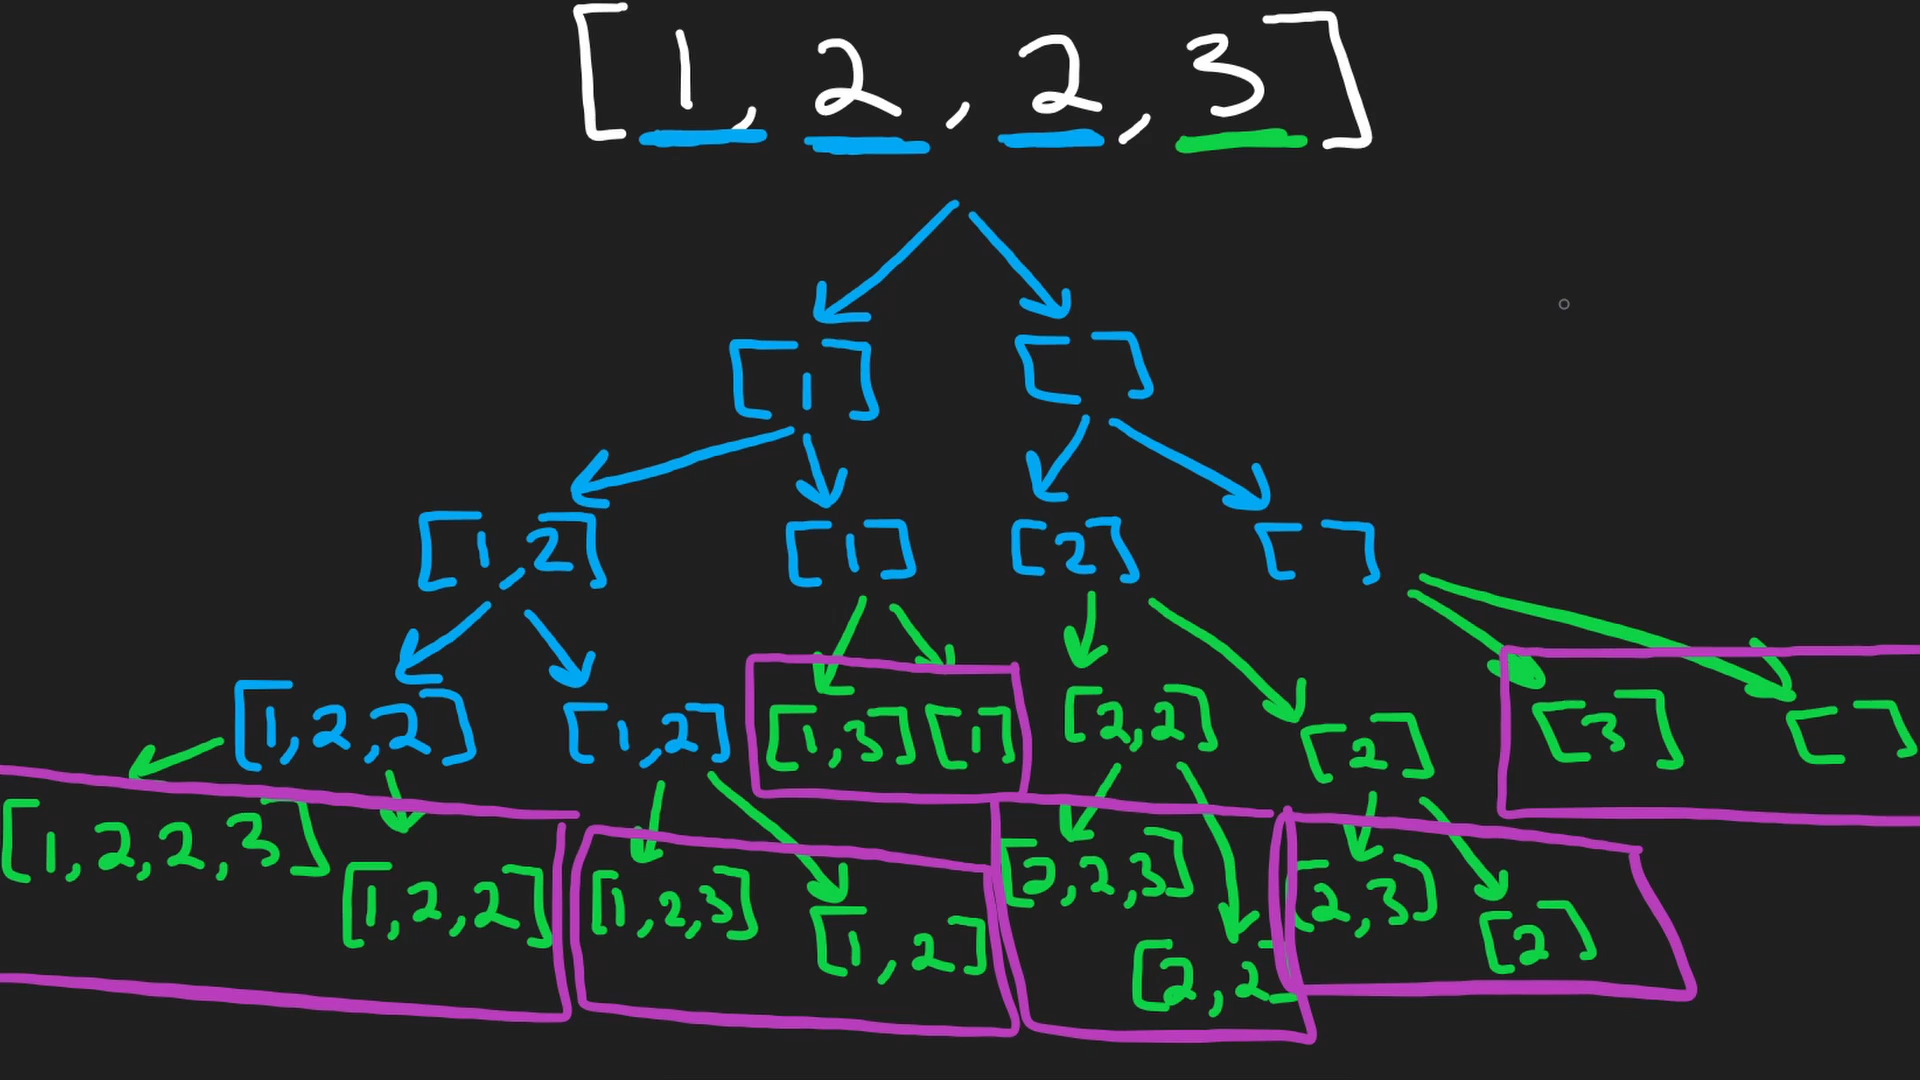 [1, 2, 2, 3]
[1] []
[1,2] [1] [2] []
[1,2,2] [1,2] [1,3] [1] [2,2] [2] [3] []
[1,2,2,3] [1,2,2] [1,2,3] [1,2] [2,2,3] [2,2 [2,3] [2]